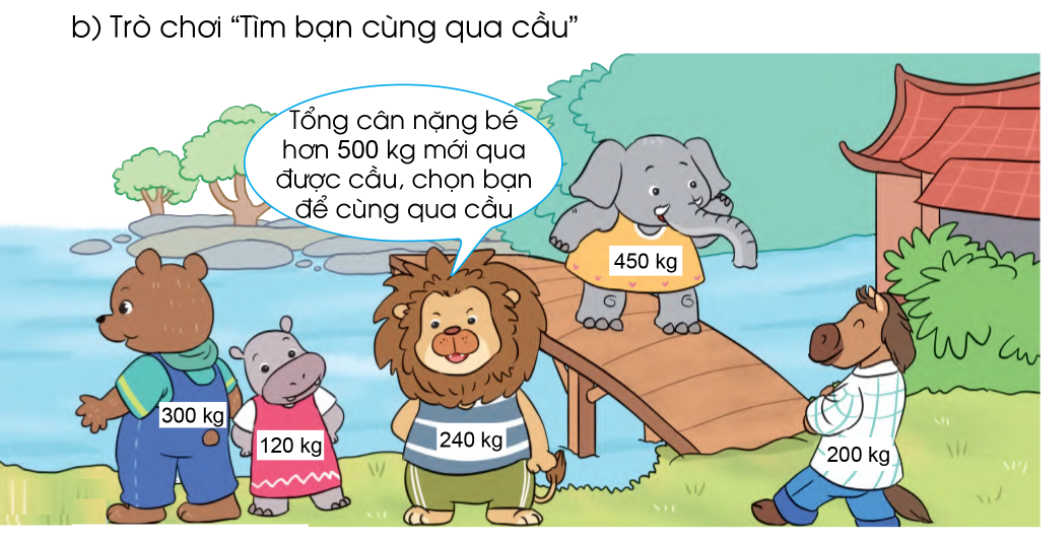 b) Trò chơi “Tìm bạn cùng qua cầu”
Tổng cân nặng bé
hơn 500 kg mới qua
được cầu, chọn bạn
để cùng qua cầu
450 kg
300 kg
120 kg
240 kg
200 kg